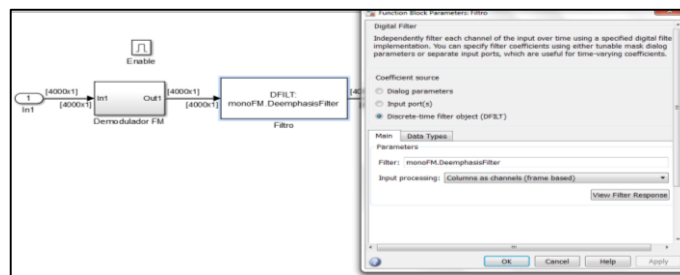 Enable
[4000x1]
[4000x1]
1
In1
In1
Out1
Demodulador FM
[4000x1]
[4000x1]
DFILT:
monoFM.DeemphasisFilter
Filtro
Function Block Parameters: Filtro
Digital Filter
Independently filter each channel of the input over time using a specified digital filter
implementation. You can specify filter coefficients using either tunable mask dialog
parameters or separate input ports, which are useful for time-varying coefficients.
Coefficient source
Dialog parameters
Input port(s)
Discrete-time filter object (DFILT)
Main
Data Types
Parameters
Filter: monoFM.DeemphasisFilter
Input processing: Columns as channels (frame based)
View Filter Response
OK
Cancel
Help
Apply